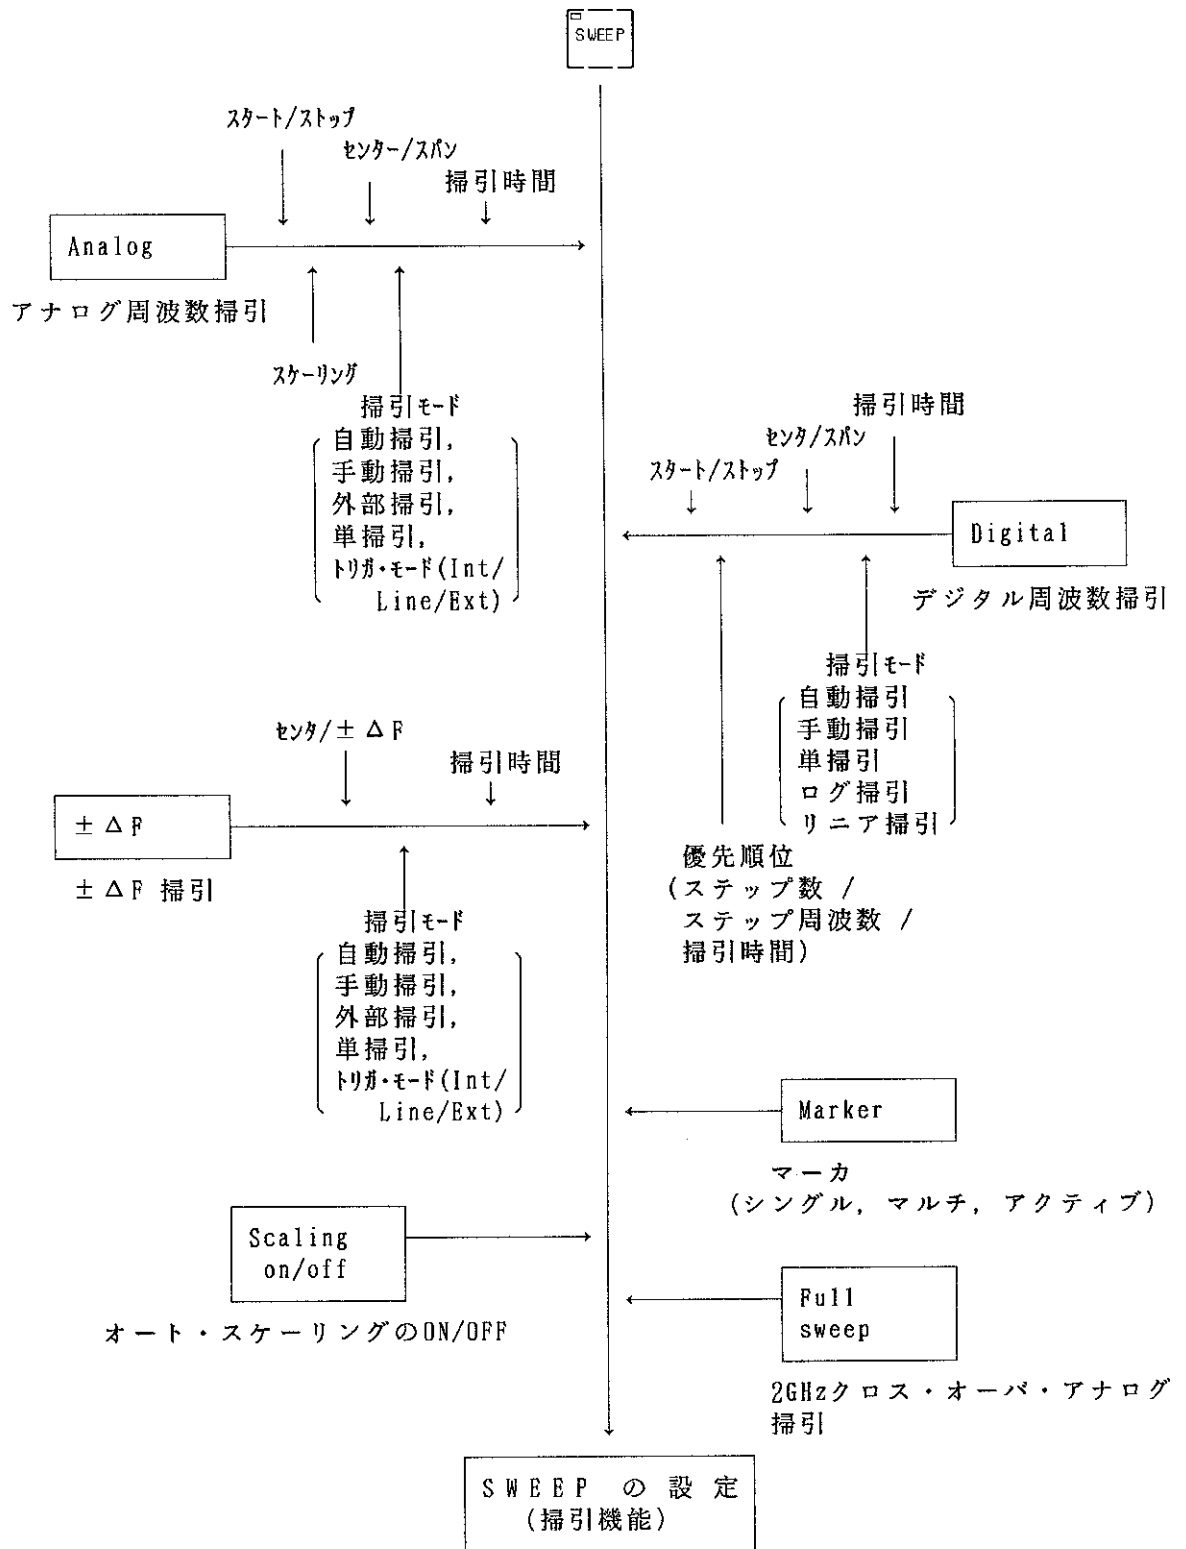 SWEEP
スタート/ストップ
センター/スパン
掃引時間
Analog
アナログ周波数掃引
スケーリング
掃引モード
自動掃引,
手動掃引,
外部掃引,
単掃引,
トリガ・モード(Int/
Line/Ext)
掃引時間
センタ/スパン
スタート/ストップ
Digital
デジタル周波数掃引
掃引モード
自動掃引
手動掃引
単掃引
ログ掃引
リニア掃引
優先順位
(ステップ数 /
ステップ周波数 /
掃引時間)
センタ/± ΔF
掃引時間
± ΔF
± ΔF 掃引
掃引モード
自動掃引,
手動掃引,
外部掃引,
単掃引,
トリガ・モード(Int/
Line/Ext)
Marker
マーカ
(シングル, マルチ, アクティブ)
Scaling
on/off
オート・スケーリングのON/OFF
Full
sweep
2GHzクロス・オーバ・アナログ
掃引
SWEEP の設定
(掃引機能)